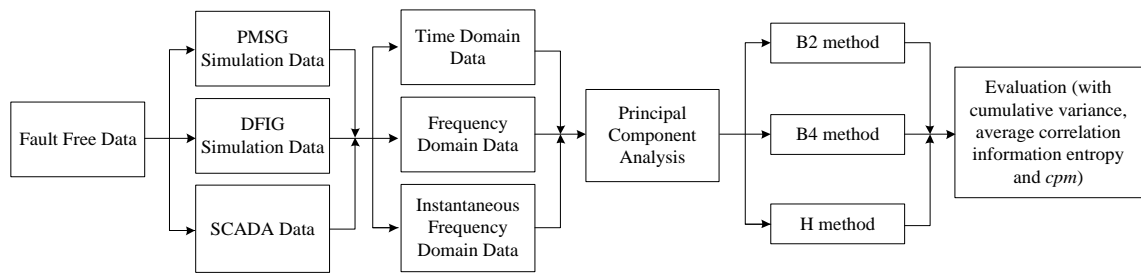 Fault Free Data
PMSG
Simulation Data
DFIG
Simulation Data
SCADA Data
Time Domain
Data
Frequency
Domain Data
Instantaneous
Frequency
Domain Data
Principal
Component
Analysis
B2 method
B4 method
H method
Evaluation (with
cumulative variance,
average correlation
information entropy
and cpm)